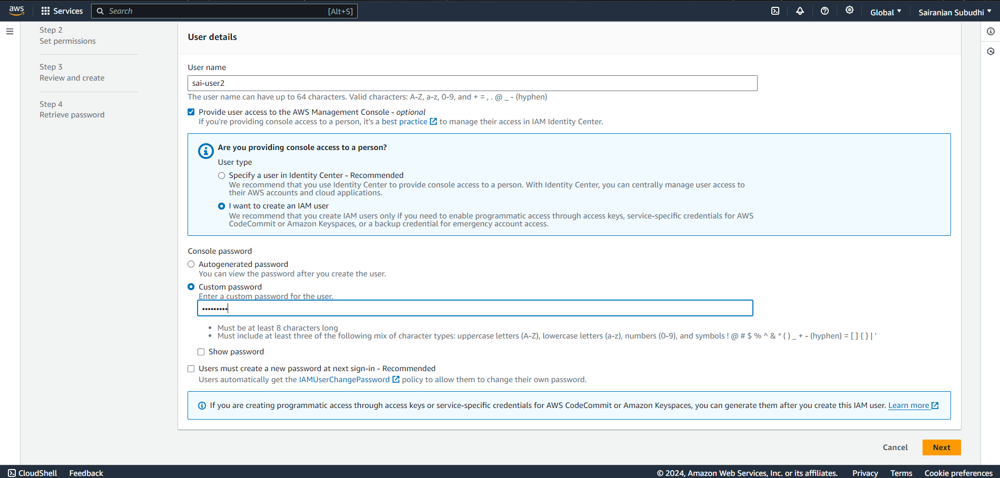 aws
Services
Search
[Alt+S]
Global
Sairanjan Subudhi
Step 2
Set permissions
Step 3
Review and create
Step 4
Retrieve password
User details
User name
sai-user2
The user name can have up to 64 characters. Valid characters: A-Z, a-z, 0-9, and + = , . @ _ - (hyphen)
Provide user access to the AWS Management Console - optional
If you're providing console access to a person, it's a best practice to manage their access in IAM Identity Center.
Are you providing console access to a person?
User type
Specify a user in Identity Center - Recommended
We recommend that you use Identity Center to provide console access to a person. With Identity Center, you can centrally manage user access to
their AWS accounts and cloud applications.
I want to create an IAM user
We recommend that you create IAM users only if you need to enable programmatic access through access keys, service-specific credentials for AWS
CodeCommit or Amazon Keyspaces, or a backup credential for emergency account access.
Console password
Autogenerated password
You can view the password after you create the user.
Custom password
Enter a custom password for the user.
•••••••••
• Must be at least 8 characters long
• Must include at least three of the following mix of character types: uppercase letters (A-Z), lowercase letters (a-z), numbers (0-9), and symbols ! @ # $ % ^ & * ( ) _ + - (hyphen) = [ ] { } | '
Show password
Users must create a new password at next sign-in - Recommended
Users automatically get the IAMUserChangePassword policy to allow them to change their own password.
If you are creating programmatic access through access keys or service-specific credentials for AWS CodeCommit or Amazon Keyspaces, you can generate them after you create this IAM user. Learn more
Cancel
Next
CloudShell
Feedback
© 2024, Amazon Web Services, Inc. or its affiliates.
Privacy
Terms
Cookie preferences